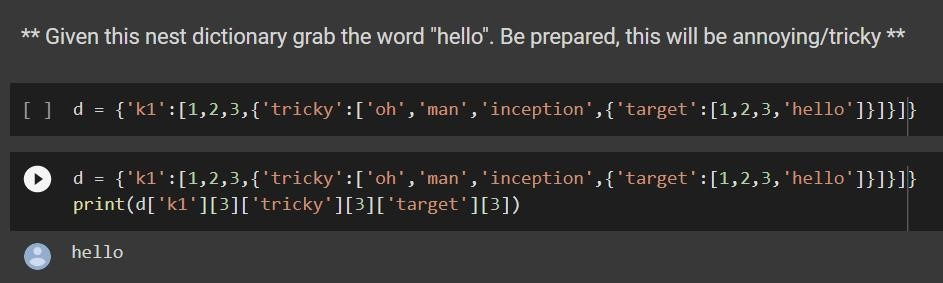 ** Given this nest dictionary grab the word "hello". Be prepared, this will be annoying/tricky **
[ ] d = {'k1':[1,2,3,{'tricky':['oh','man','inception',{'target':[1,2,3,'hello']}]}]}
d = {'k1':[1,2,3,{'tricky':['oh','man','inception',{'target':[1,2,3,'hello']}]}]}
print(d['k1'][3]['tricky'][3]['target'][3])
hello